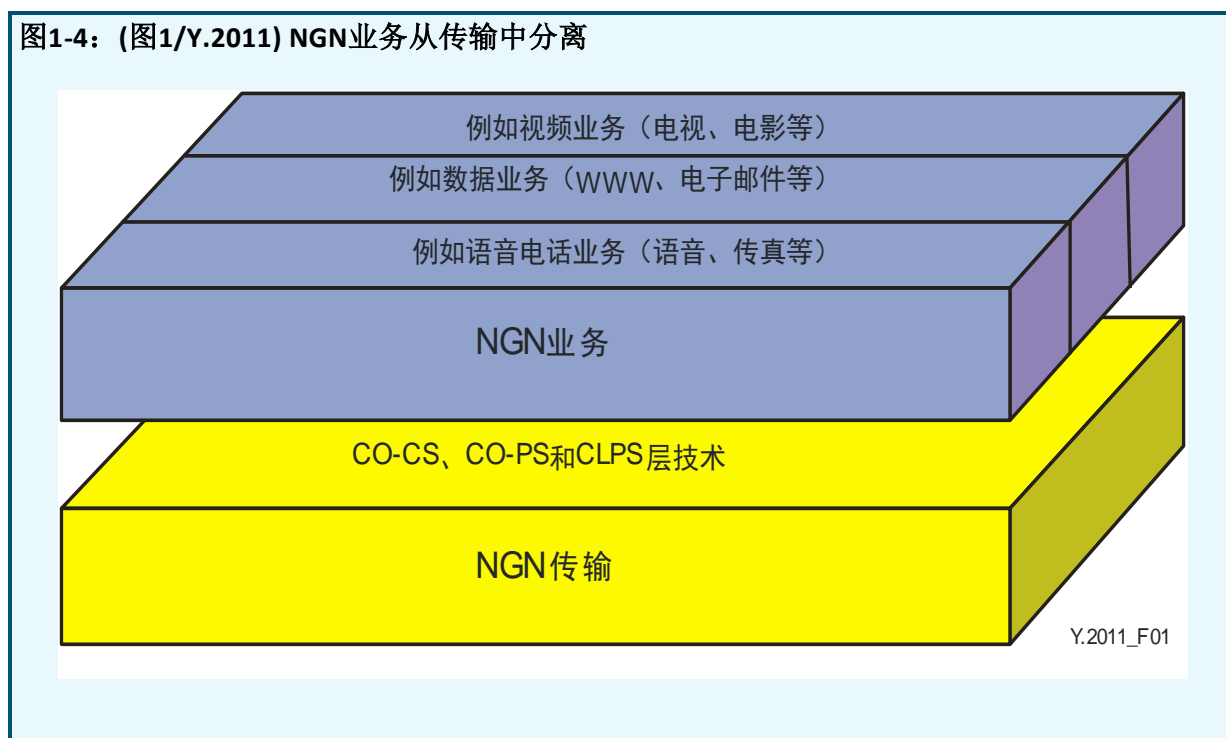 图1-4：(图1/Y.2011) NGN业务从传输中分离
例如视频业务（电视、电影等）
例如数据业务（WWW、电子邮件等）
例如语音电话业务（语音、传真等）
NGN业务
CO-CS、CO-PS和CLPS层技术
NGN传输
Y.2011_F01